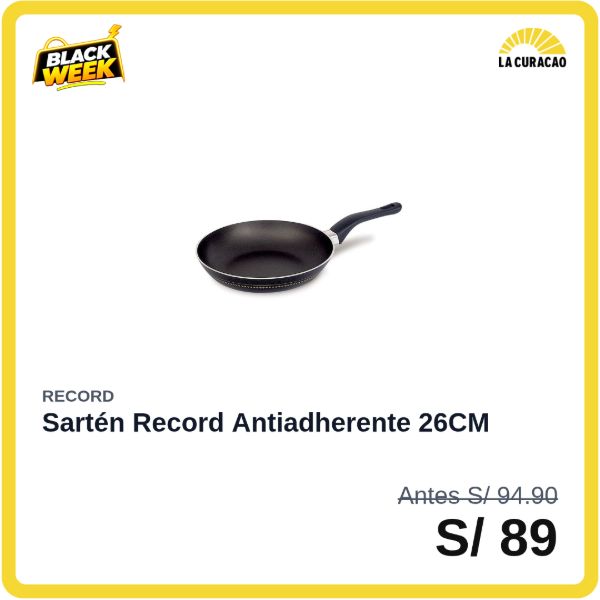 BLACK
WEEK
LA CURACAO
RECORD
Sartén Record Antiadherente 26CM
Antes S/ 94.90
S/ 89